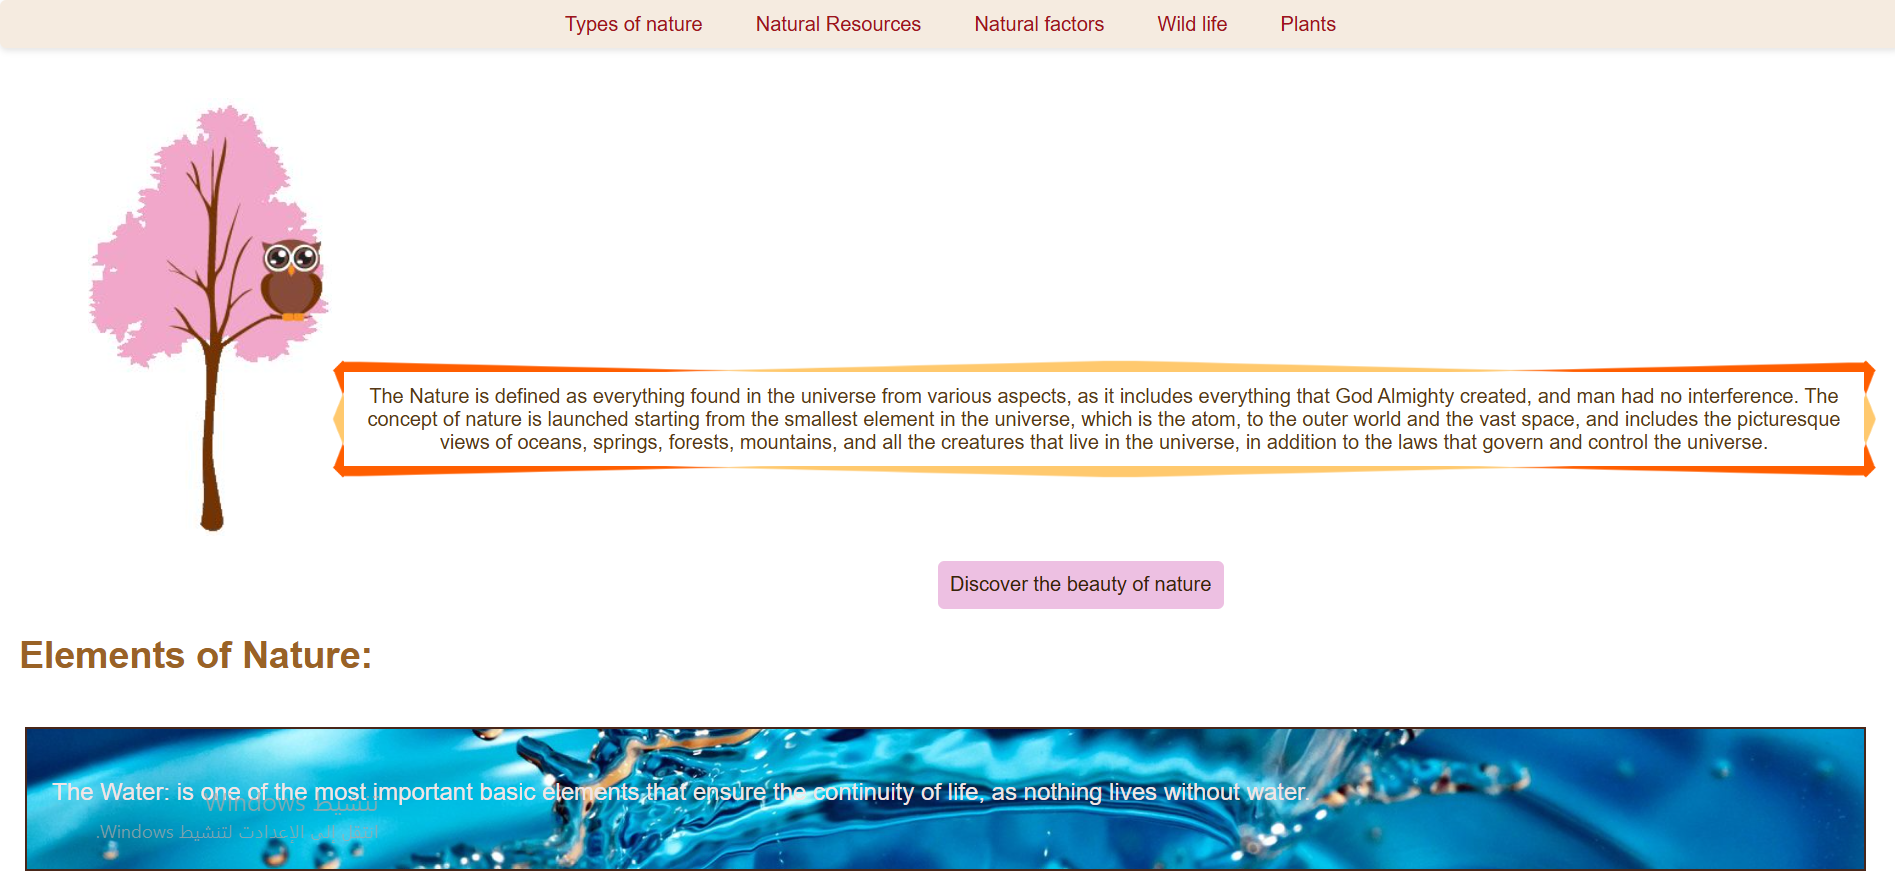 Types of nature
Natural Resources
Natural factors
Wild life
Plants
The Nature is defined as everything found in the universe from various aspects, as it includes everything that God Almighty created, and man had no interference. The
concept of nature is launched starting from the smallest element in the universe, which is the atom, to the outer world and the vast space, and includes the picturesque
views of oceans, springs, forests, mountains, and all the creatures that live in the universe, in addition to the laws that govern and control the universe.
Discover the beauty of nature
Elements of Nature:
The Water: is one of the most important basic elements,that ensure the continuity of life, as nothing lives without water.
تنشيط Windows
انتقل إلى الإعدادات لتنشيط Windows.